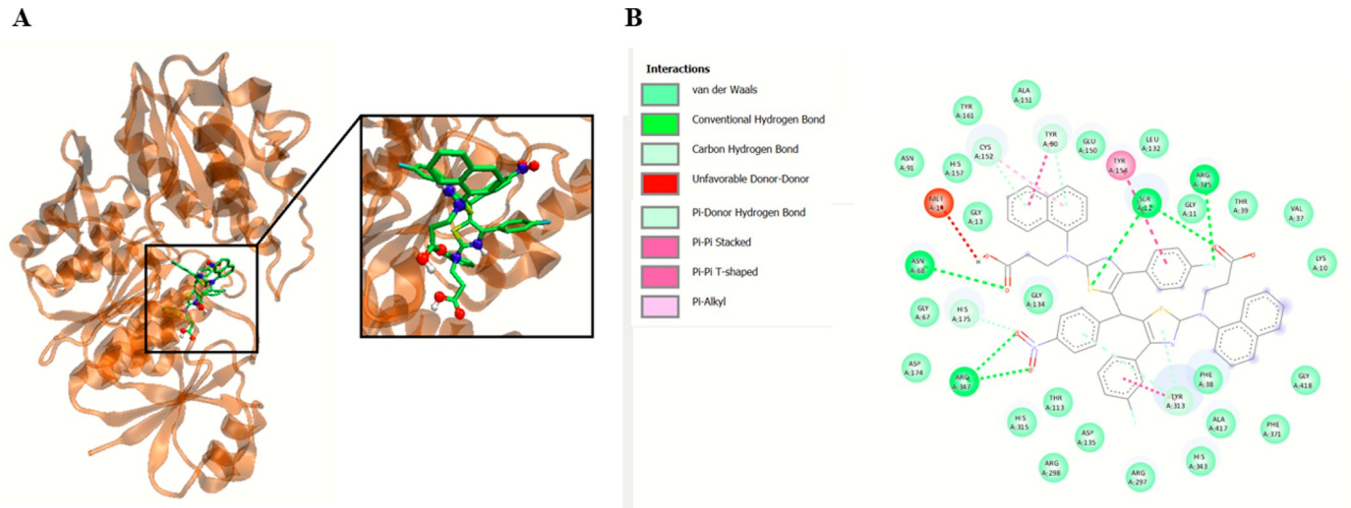 A
B
Interactions
van der Waals
Conventional Hydrogen Bond
Carbon Hydrogen Bond
Unfavorable Donor-Donor
Pi-Donor Hydrogen Bond
Pi-Pi Stacked
Pi-Pi T-shaped
Pi-Alkyl
ALA
A:151
TYR
A:161
CYS
A:152
TYR
GLU
A:150
LEU
A:132
ASN
A:91
HIS
A:157
TYR
ARG
A:385
MET
GLY
A:13
SER
A:12
GLY
A:11
THR
A:39
VAL
A:37
ASN
A:68
LYS
A:10
GLY
A:67
HIS
A:175
GLY
A:134
ASP
A:174
ARG
PHE
A:38
GLY
A:418
TYR
A:313
THR
A:113
HIS
A:315
ASP
A:135
ALA
A:417
PHE
A:371
ARG
A:298
ARG
A:297
HIS
A:343